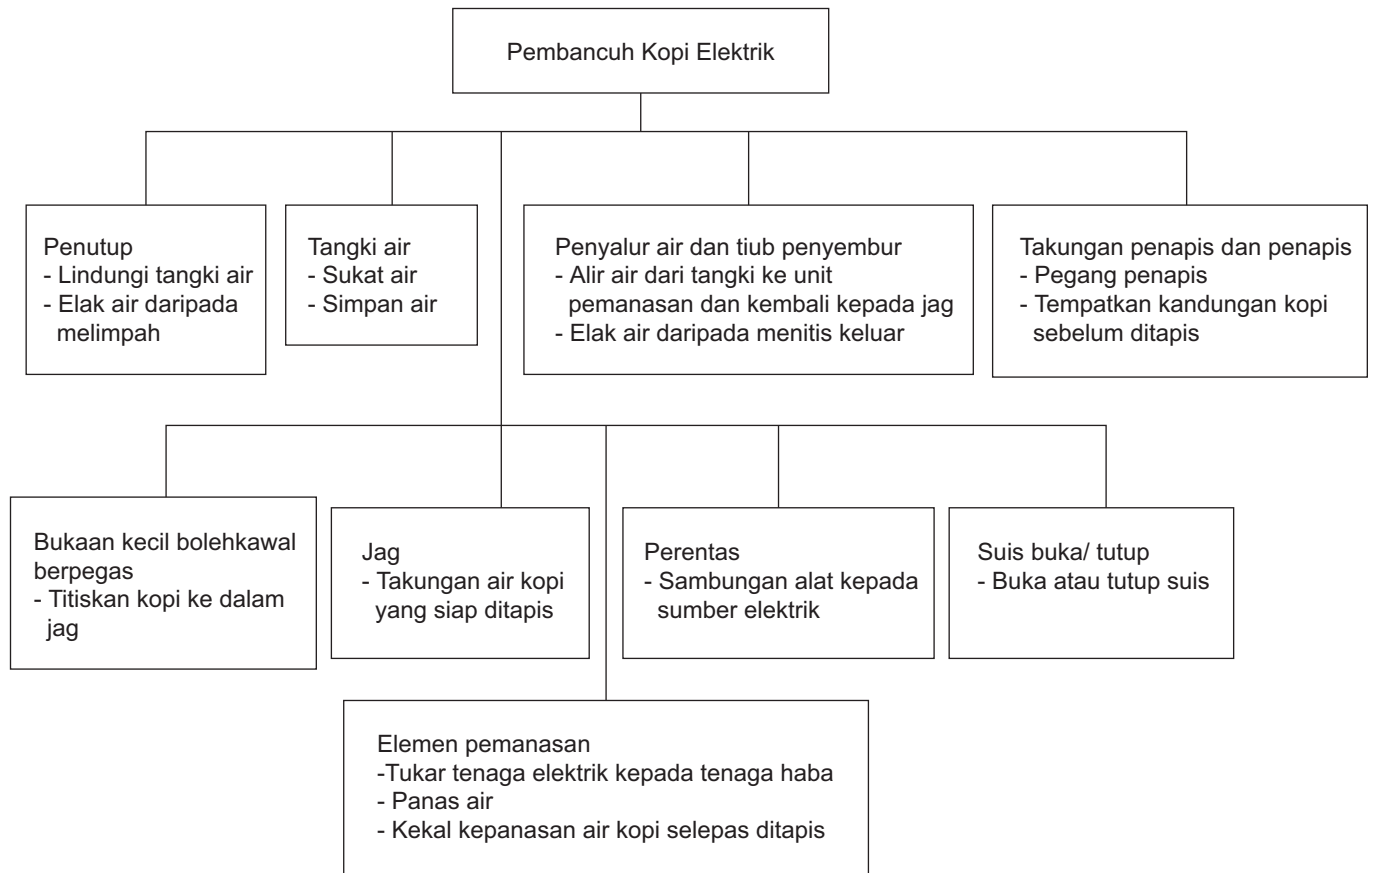 Pembancuh Kopi Elektrik
Penutup
- Lindungi tangki air
- Elak air daripada
melimpah
Tangki air
- Sukat air
- Simpan air
Penyalur air dan tiub penyembur
- Alir air dari tangki ke unit
pemanasan dan kembali kepada jag
- Elak air daripada menitis keluar
Takungan penapis dan penapis
- Pegang penapis
- Tempatkan kandungan kopi
sebelum ditapis
Bukaan kecil bolehkawal
berpegas
- Titiskan kopi ke dalam
jag
Jag
- Takungan air kopi
yang siap ditapis
Perentas
- Sambungan alat kepada
sumber elektrik
Suis buka/ tutup
- Buka atau tutup suis
Elemen pemanasan
-Tukar tenaga elektrik kepada tenaga haba
- Panas air
- Kekal kepanasan air kopi selepas ditapis